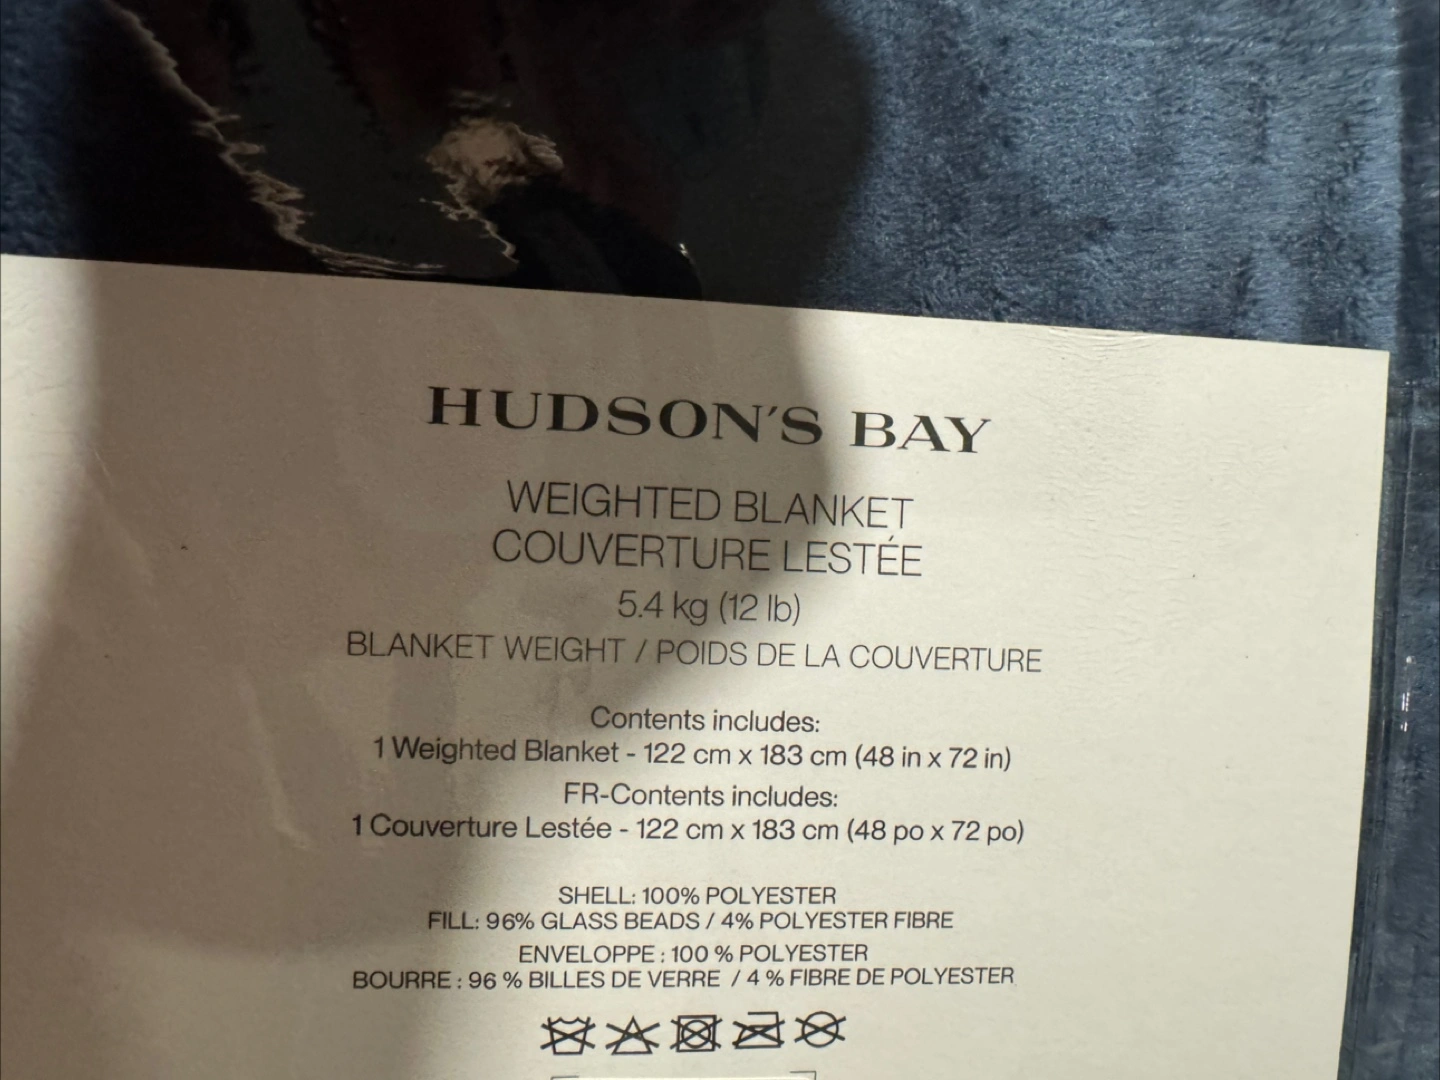 HUDSON'S BAY
WEIGHTED BLANKET
COUVERTURE LESTÉE
5.4 kg (12 lb)
BLANKET WEIGHT / POIDS DE LA COUVERTURE
Contents includes:
1 Weighted Blanket - 122 cm x 183 cm (48 in x 72 in)
FR-Contents includes:
1 Couverture Lestée - 122 cm x 183 cm (48 po x 72 po)
SHELL: 100% POLYESTER
FILL: 96% GLASS BEADS / 4% POLYESTER FIBRE
ENVELOPPE : 100 % POLYESTER
BOURRE : 96 % BILLES DE VERRE / 4 % FIBRE DE POLYESTER